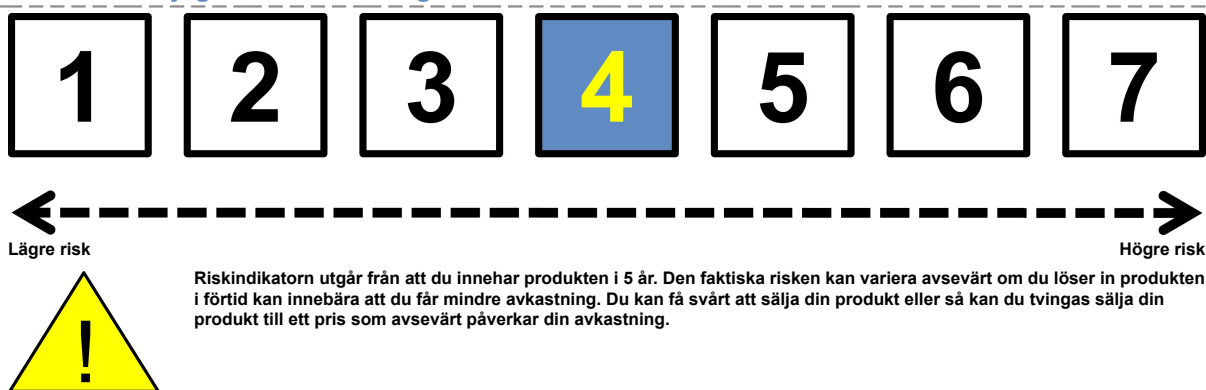 1 2 3 4 5 6 7
Lägre risk Högre risk
Riskindikatorn utgår från att du innehar produkten i 5 år. Den faktiska risken kan variera avsevärt om du löser in produkten
i förtid kan innebära att du får mindre avkastning. Du kan få svårt att sälja din produkt eller så kan du tvingas sälja din
produkt till ett pris som avsevärt påverkar din avkastning.
!